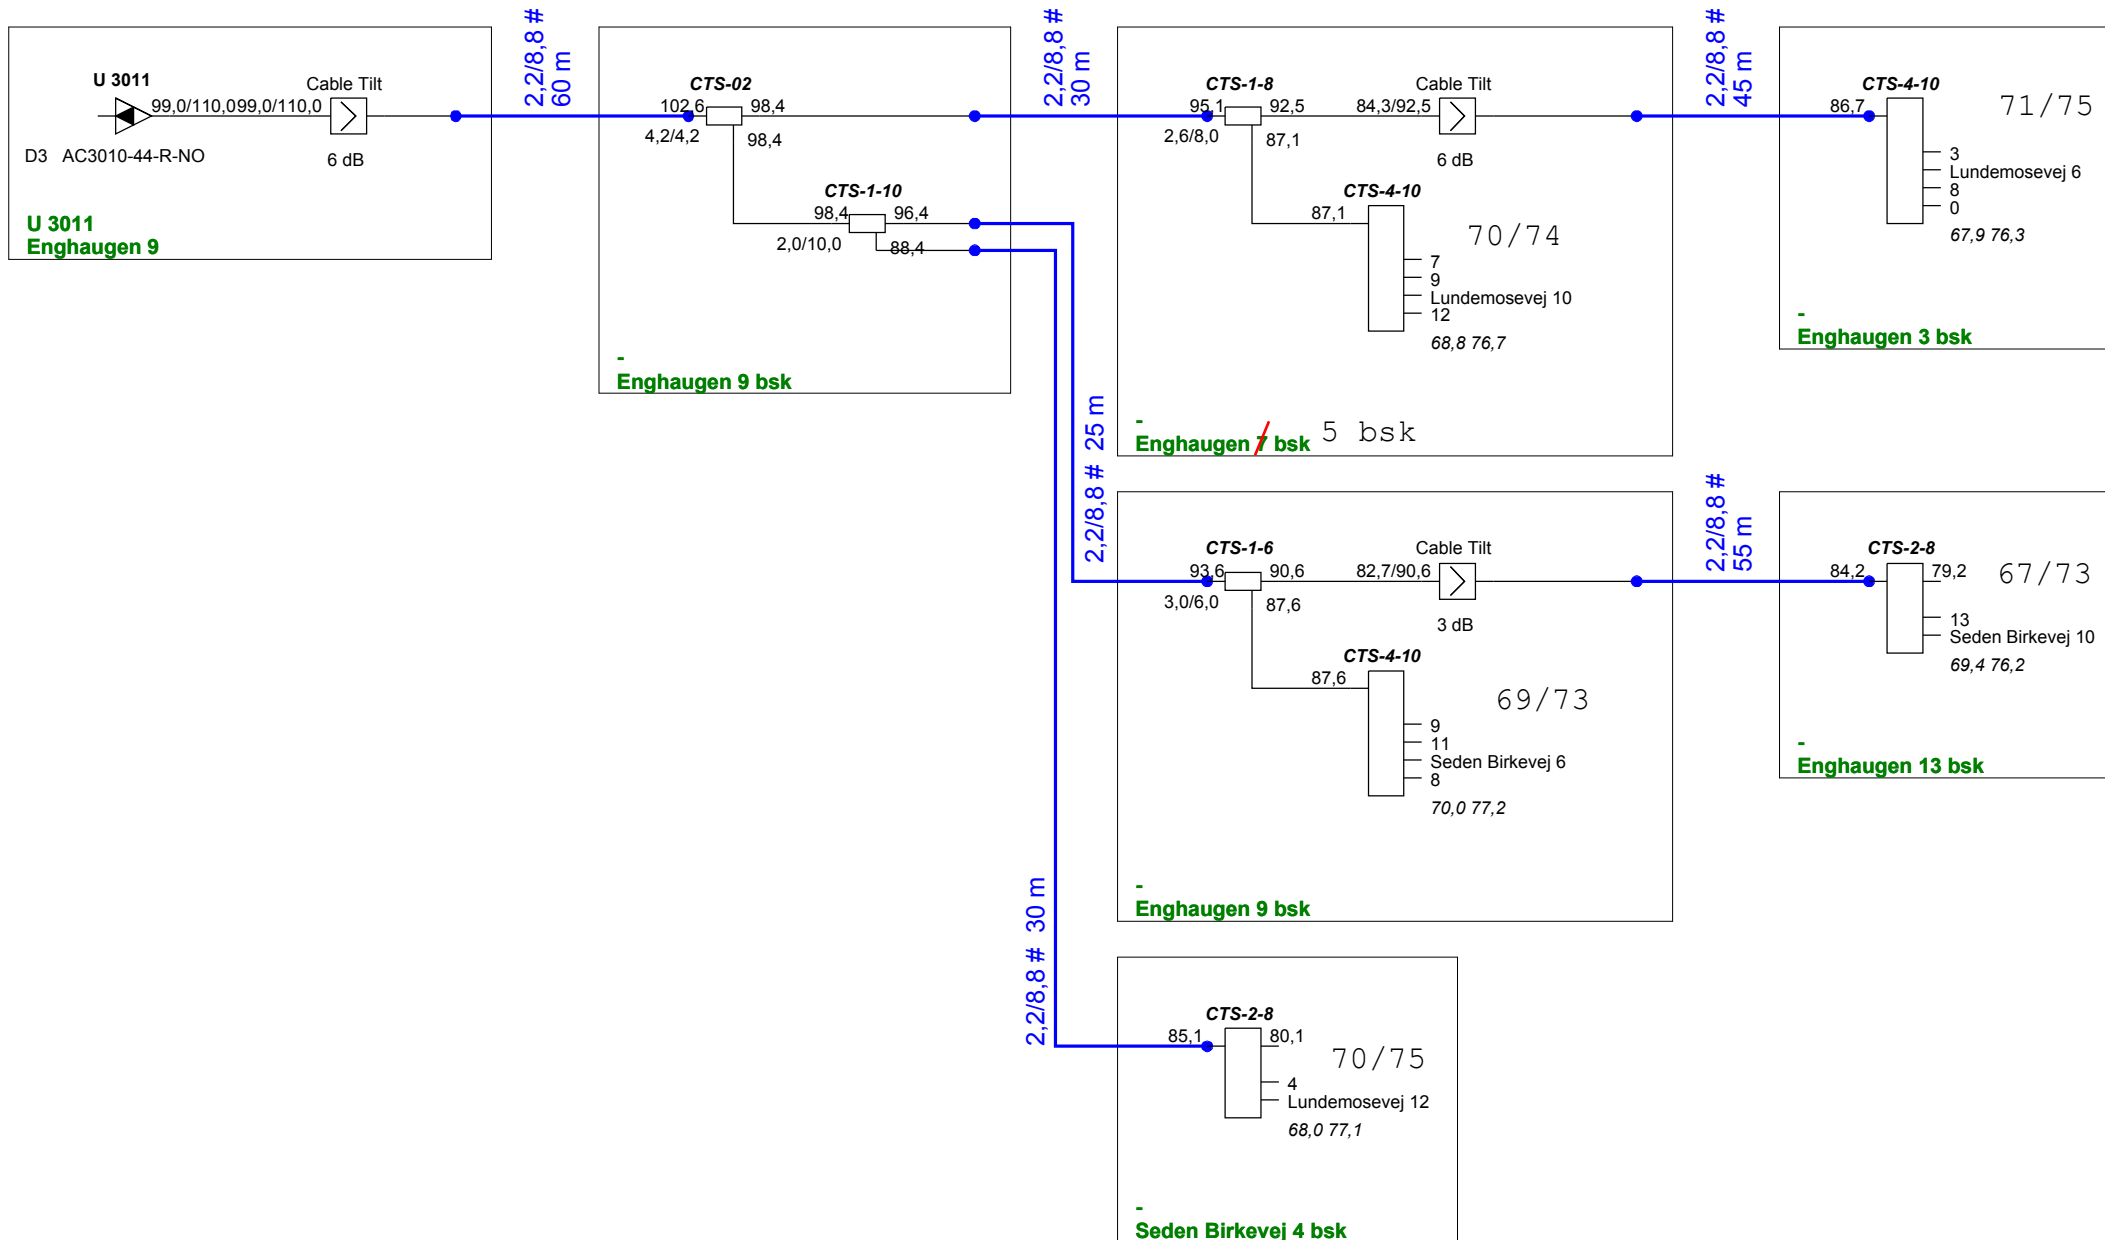 U 3011
99,0/110,099,0/110,0
Cable Tilt
6 dB
D3 AC3010-44-R-NO
U 3011
Enghaugen 9
2,2/8,8 #
60 m
CTS-02
102,6
98,4
4,2/4,2
98,4
CTS-1-10
98,4
96,4
2,0/10,0
88,4
-
Enghaugen 9 bsk
2,2/8,8 #
30 m
CTS-1-8
95,1
92,5
2,6/8,0
87,1
84,3/92,5
Cable Tilt
6 dB
CTS-4-10
87,1
70/74
7
9
Lundemosevej 10
12
68,8 76,7
-
Enghaugen 7 bsk
5 bsk
2,2/8,8 #
45 m
CTS-4-10
86,7
71/75
3
Lundemosevej 6
8
0
67,9 76,3
-
Enghaugen 3 bsk
2,2/8,8 # 25 m
CTS-1-6
93,6
90,6
3,0/6,0
87,6
82,7/90,6
Cable Tilt
3 dB
CTS-4-10
87,6
69/73
9
11
Seden Birkevej 6
8
70,0 77,2
-
Enghaugen 9 bsk
2,2/8,8 #
55 m
CTS-2-8
84,2
79,2
67/73
13
Seden Birkevej 10
69,4 76,2
-
Enghaugen 13 bsk
2,2/8,8 # 30 m
CTS-2-8
85,1
80,1
70/75
4
Lundemosevej 12
68,0 77,1
-
Seden Birkevej 4 bsk